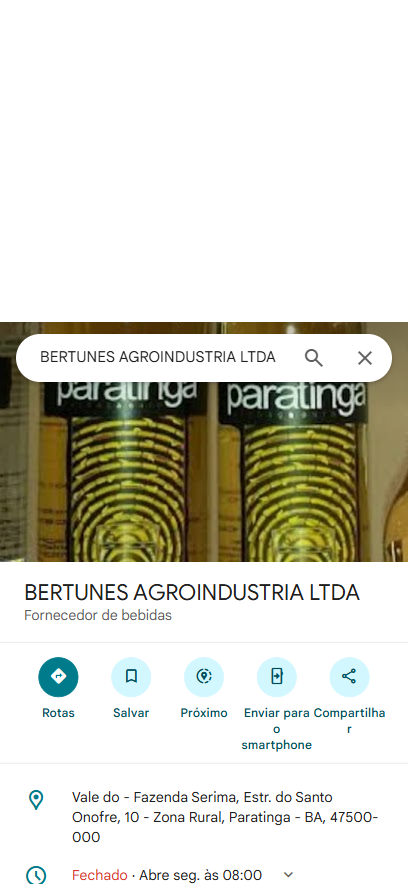 BERTUNES AGROINDUSTRIA LTDA
paratinga paratinga
BERTUNES AGROINDUSTRIA LTDA
Fornecedor de bebidas
Rotas Salvar Próximo Enviar para o smartphone Compartilhar
Vale do - Fazenda Serima, Estr. do Santo
Onofre, 10 - Zona Rural, Paratinga - BA, 47500-
000
Fechado · Abre seg. às 08:00